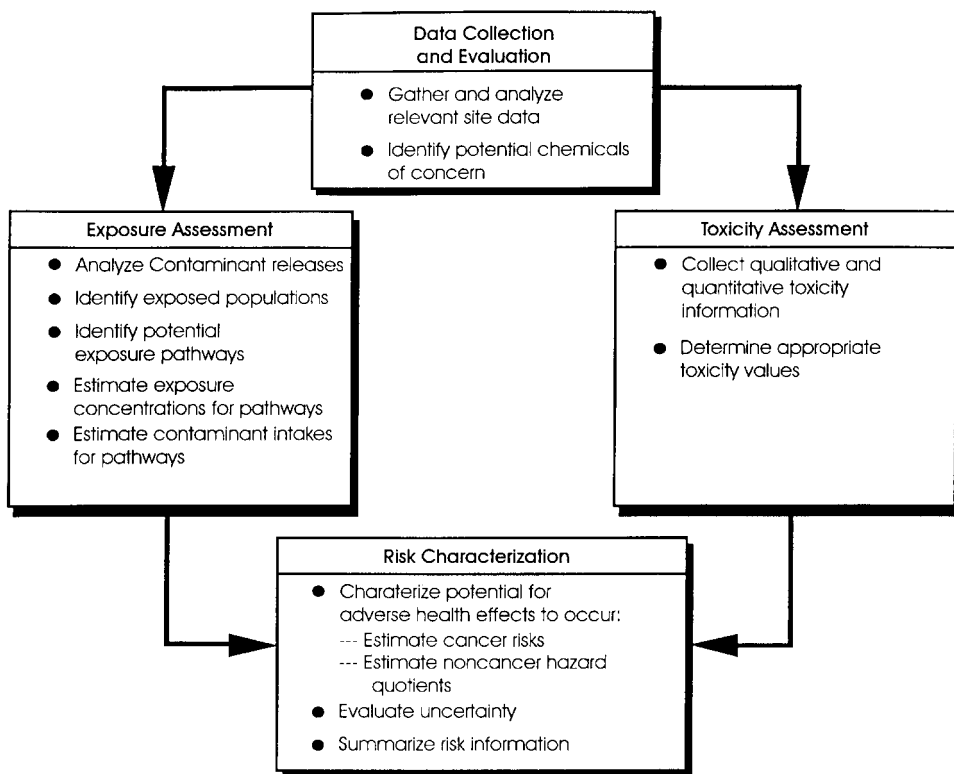 Data Collection
and Evaluation
● Gather and analyze
relevant site data
● Identify potential chemicals
of concern
Exposure Assessment
● Analyze Contaminant releases
● Identify exposed populations
● Identify potential
exposure pathways
● Estimate exposure
concentrations for pathways
● Estimate contaminant intakes
for pathways
Toxicity Assessment
● Collect qualitative and
quantitative toxicity
information
● Determine appropriate
toxicity values
Risk Characterization
● Charaterize potential for
adverse health effects to occur:
--- Estimate cancer risks
--- Estimate noncancer hazard
quotients
● Evaluate uncertainty
● Summarize risk information